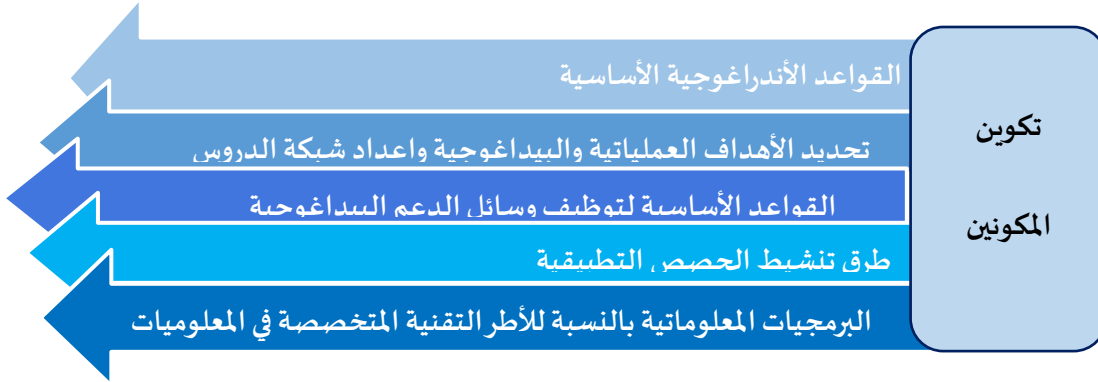 تكوين
المكونين
القواعد الأندراغوجية الأساسية
تحديد الأهداف العملياتية والبيداغوجية واعداد شبكة الدروس
القواعد الأساسية لتوظيف وسائل الدعم البيداغوجية
طرق تنشيط الحصص التطبيقية
البرمجيات المعلوماتية بالنسبة للأطر التقنية المتخصصة في المعلوميات